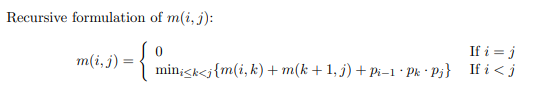 Recursive formulation of m(i, j):
m(i, j) = { 0 If i = j
min_{i≤k<j}{m(i, k) + m(k + 1, j) + p_{i−1} · p_k · p_j} If i < j